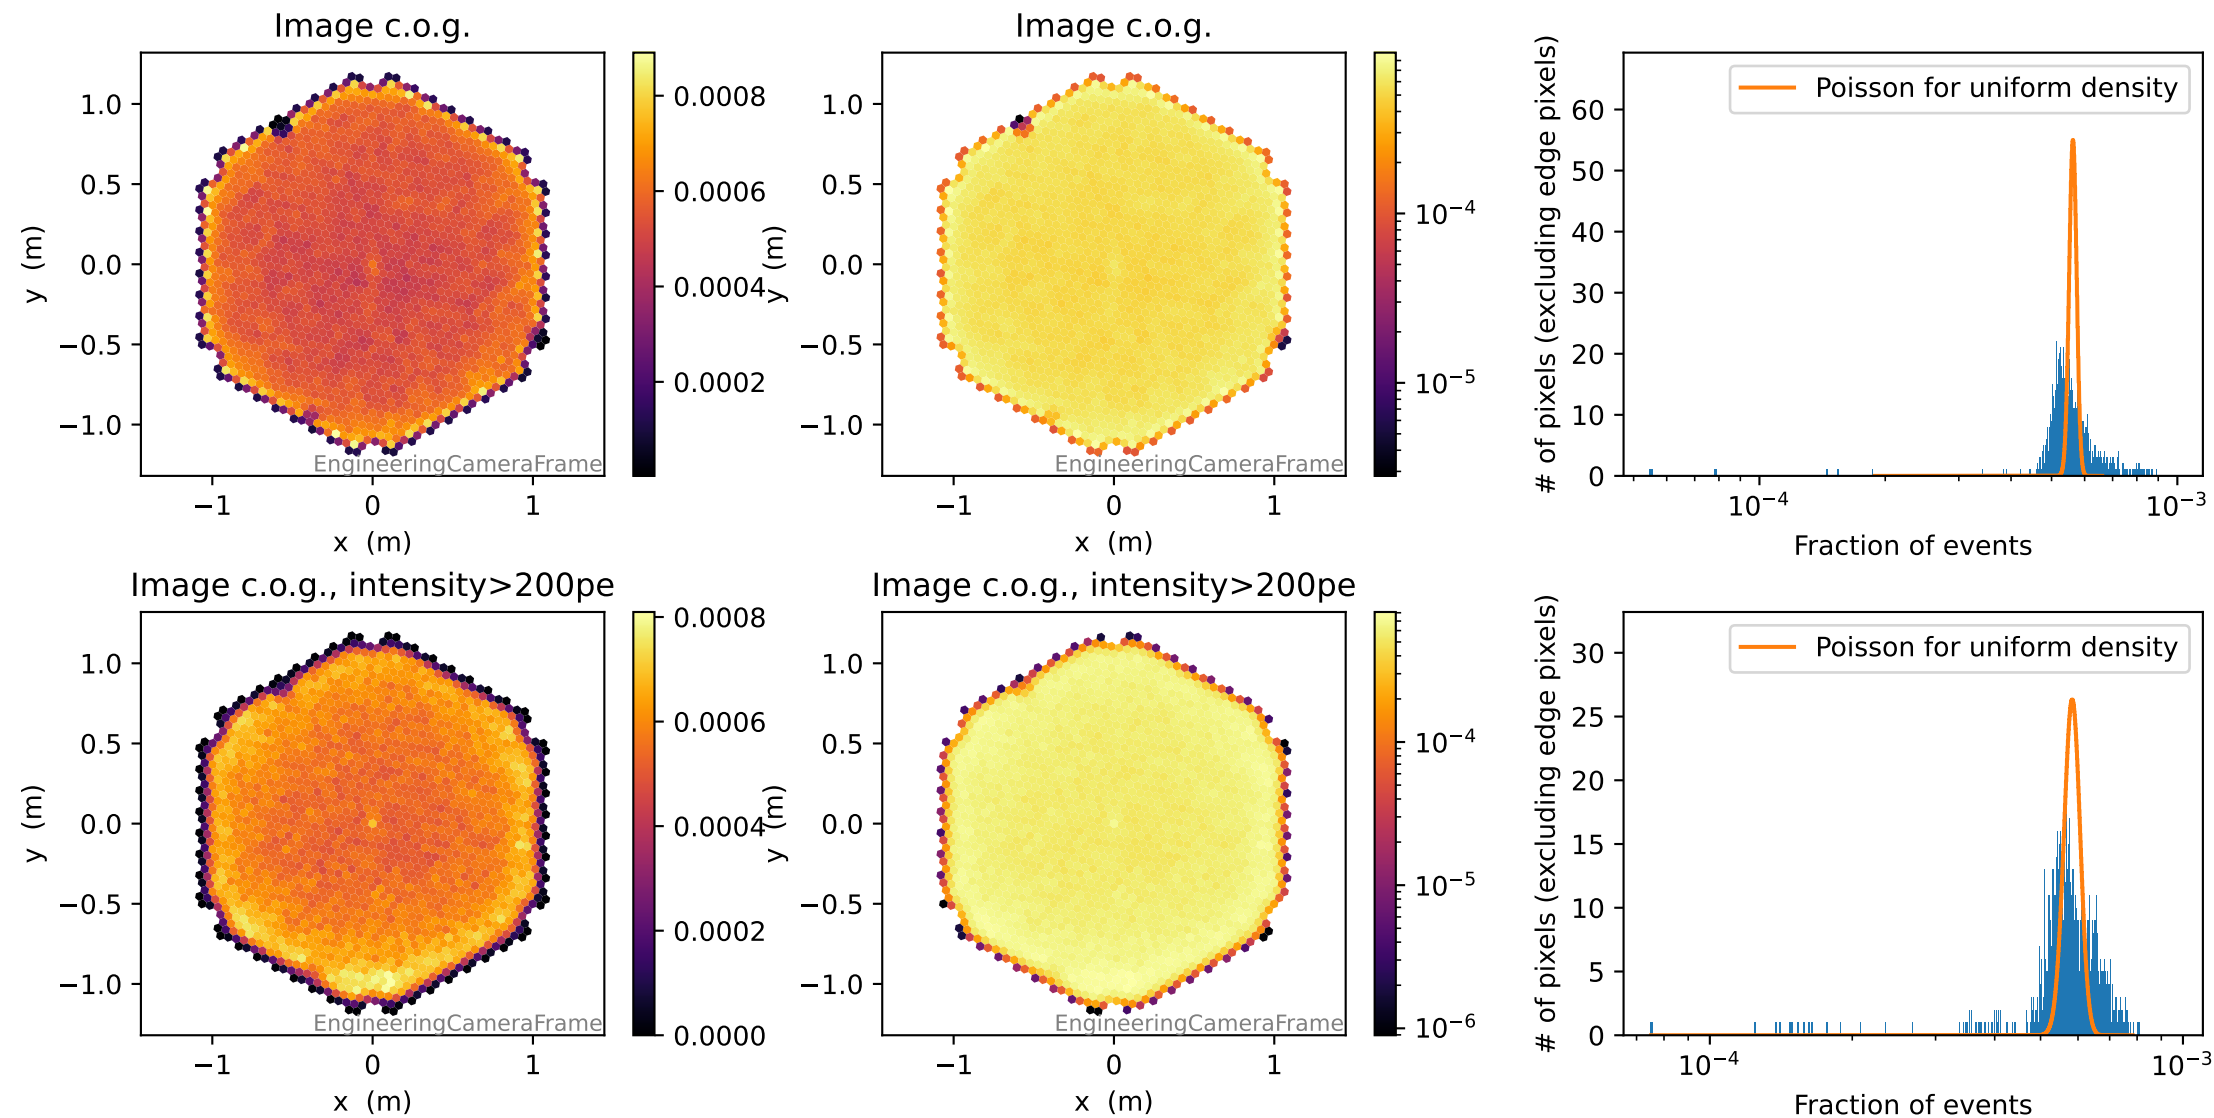 Image c.o.g.
y (m)
1.0
0.5
0.0
−0.5
−1.0
−1
0
1
x (m)
EngineeringCameraFrame
0.0008
0.0006
0.0004
0.0002
Image c.o.g.
y (m)
1.0
0.5
0.0
−0.5
−1.0
−1
0
1
x (m)
EngineeringCameraFrame
10⁻⁴
10⁻⁵
# of pixels (excluding edge pixels)
60
50
40
30
20
10
0
Poisson for uniform density
10⁻⁴
10⁻³
Fraction of events
Image c.o.g., intensity>200pe
y (m)
1.0
0.5
0.0
−0.5
−1.0
−1
0
1
x (m)
EngineeringCameraFrame
0.0008
0.0006
0.0004
0.0002
0.0000
Image c.o.g., intensity>200pe
y (m)
1.0
0.5
0.0
−0.5
−1.0
−1
0
1
x (m)
EngineeringCameraFrame
10⁻⁴
10⁻⁵
10⁻⁶
# of pixels (excluding edge pixels)
30
25
20
15
10
5
0
Poisson for uniform density
10⁻⁴
10⁻³
Fraction of events